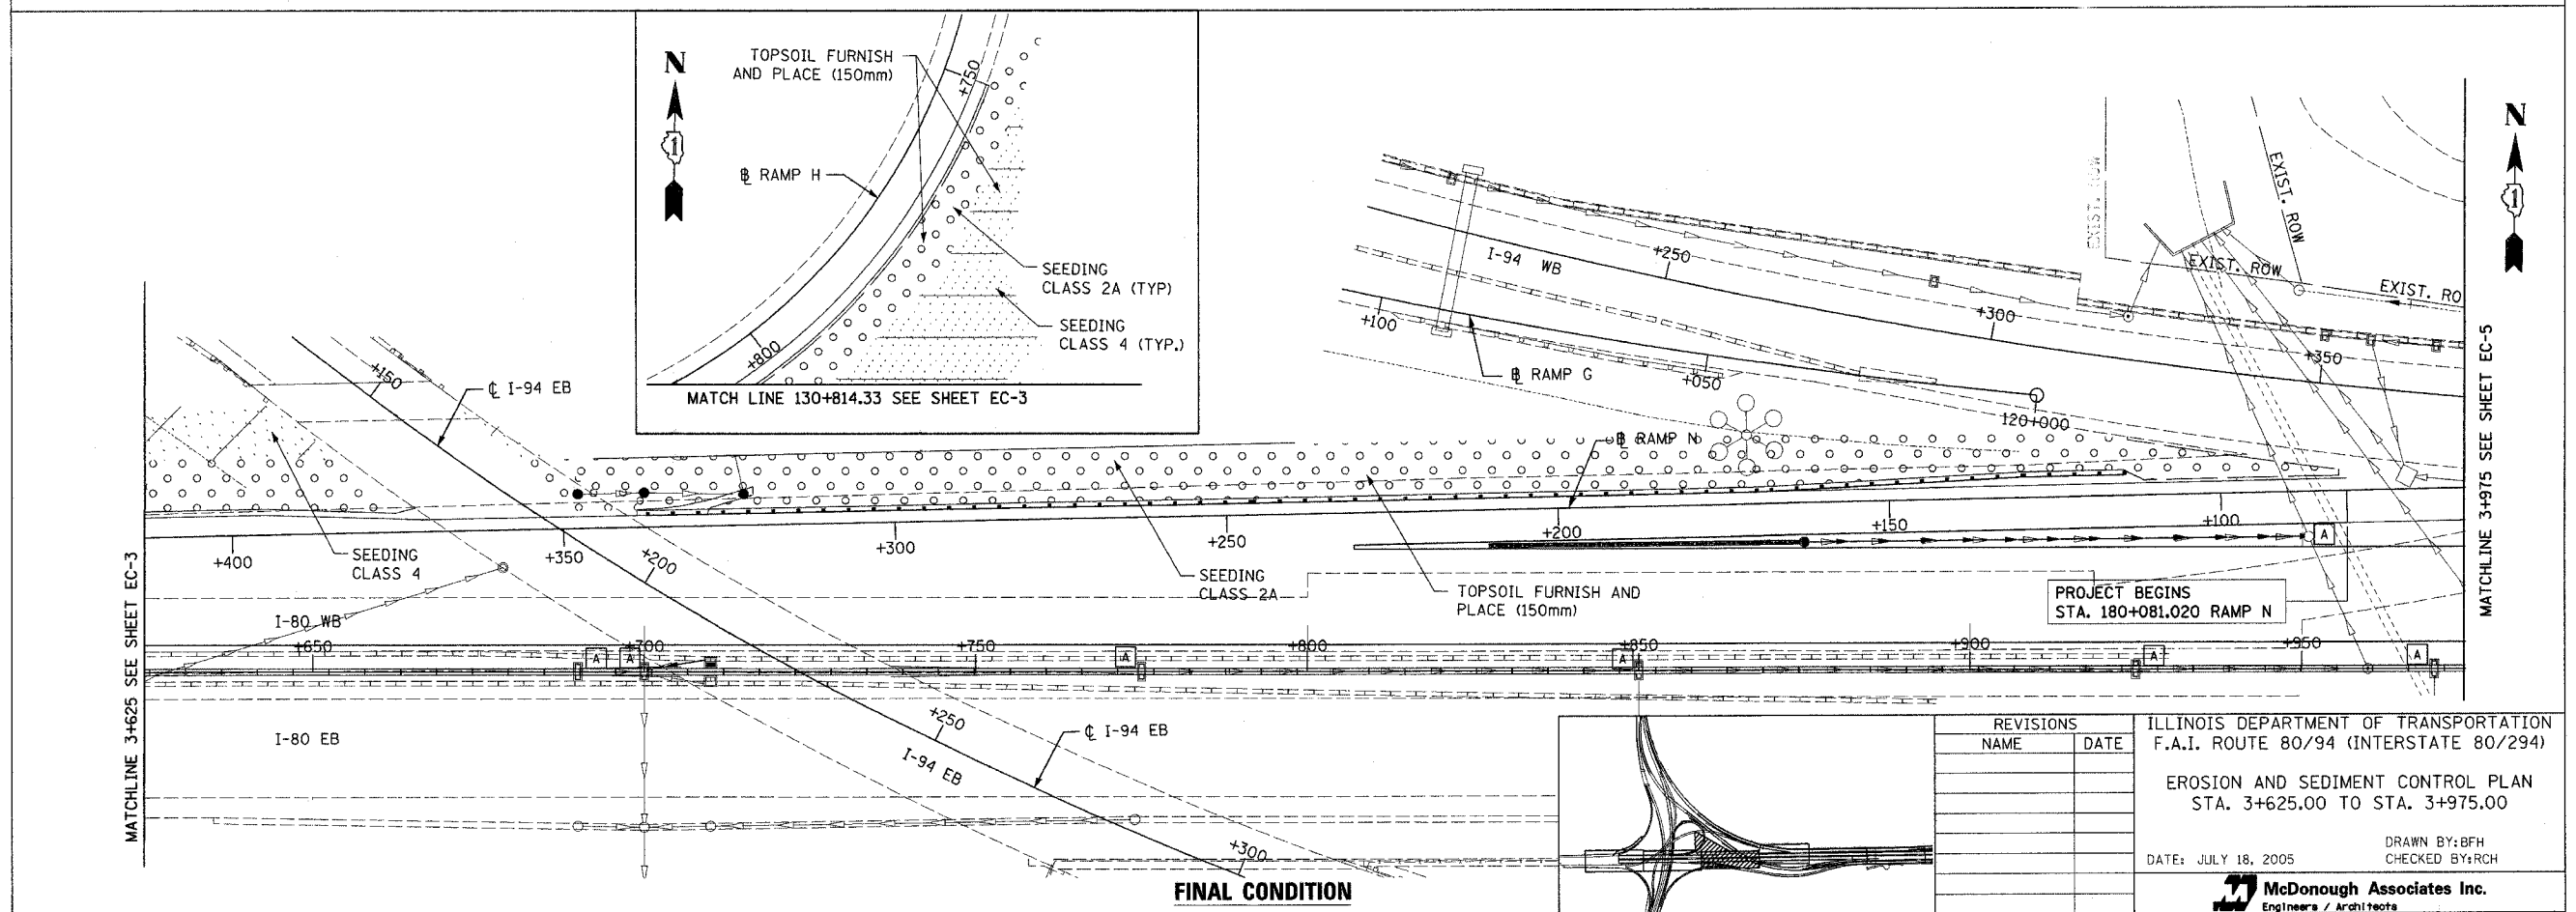 N
1
TOPSOIL FURNISH
AND PLACE (150mm)
+750
℄ RAMP H
SEEDING
CLASS 2A (TYP)
SEEDING
CLASS 4 (TYP.)
+800
MATCH LINE 130+814.33 SEE SHEET EC-3
N
1
EXIST. ROW
EXIST. ROW
EXIST. ROW
EXIST. RO
I-94 WB
+250
+300
+350
+100
+050
120+000
℄ RAMP G
+150
℄ I-94 EB
℄ RAMP N
SEEDING
CLASS 4
+400
+350
+200
+300
+250
+200
+150
+100
A
SEEDING
CLASS 2A
TOPSOIL FURNISH AND
PLACE (150mm)
PROJECT BEGINS
STA. 180+081.020 RAMP N
I-80 WB
+650
+700
+750
+800
+850
+900
+950
A
A
A
A
A
A
I-80 EB
+250
I-94 EB
℄ I-94 EB
+300
MATCHLINE 3+625 SEE SHEET EC-3
MATCHLINE 3+975 SEE SHEET EC-5
FINAL CONDITION
REVISIONS
NAME DATE
ILLINOIS DEPARTMENT OF TRANSPORTATION
F.A.I. ROUTE 80/94 (INTERSTATE 80/294)
EROSION AND SEDIMENT CONTROL PLAN
STA. 3+625.00 TO STA. 3+975.00
DRAWN BY:BFH
DATE: JULY 18, 2005
CHECKED BY:RCH
McDonough Associates Inc.
Engineers / Architects